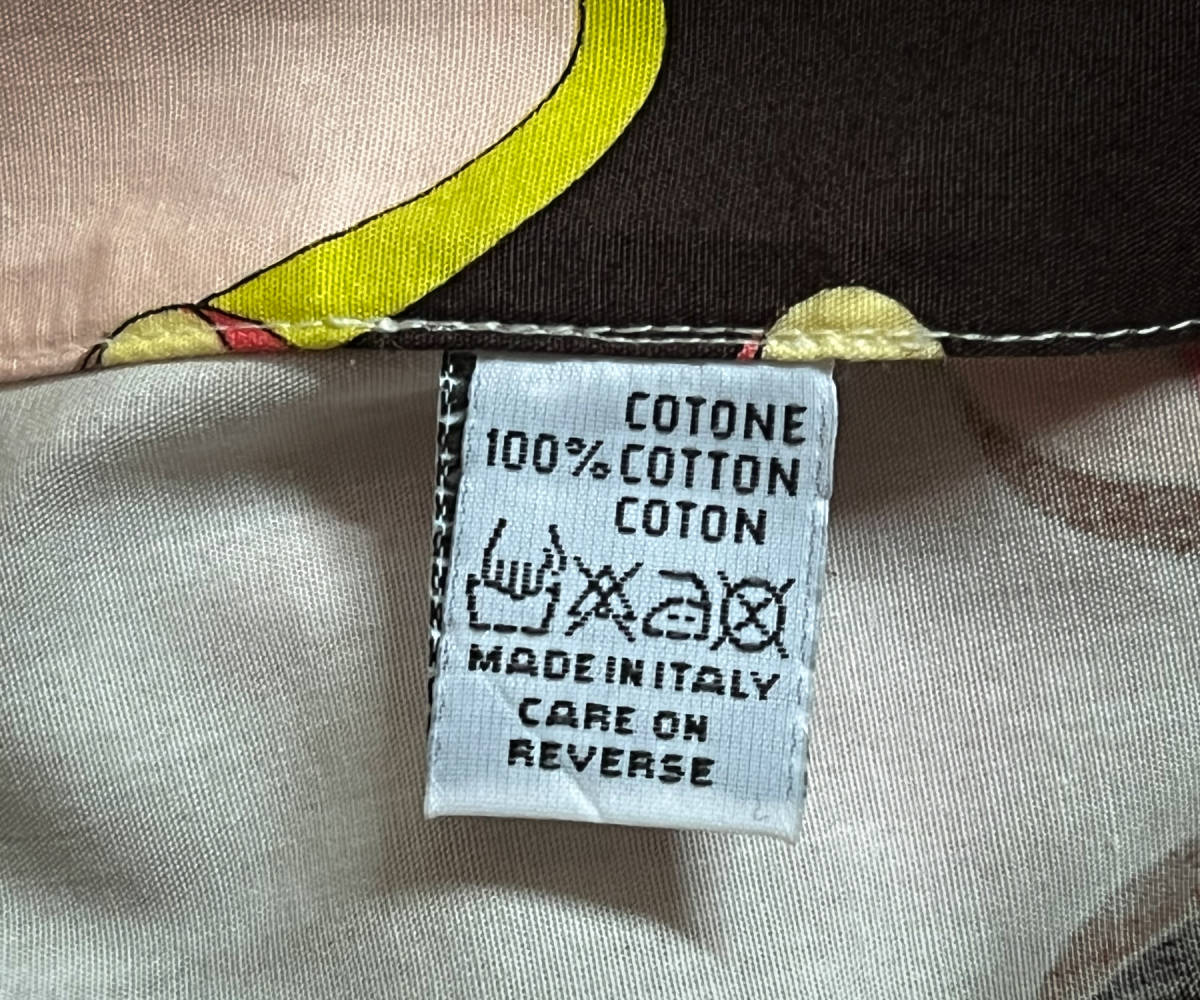 COTONE
100% COTTON
COTON
MADE IN ITALY
CARE ON
REVERSE